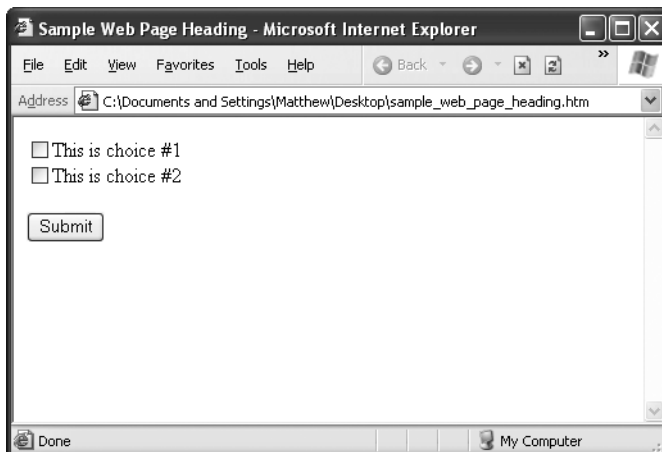 Sample Web Page Heading - Microsoft Internet Explorer
File Edit View Favorites Tools Help Back »
Address C:\Documents and Settings\Matthew\Desktop\sample_web_page_heading.htm
This is choice #1
This is choice #2
Submit
Done My Computer